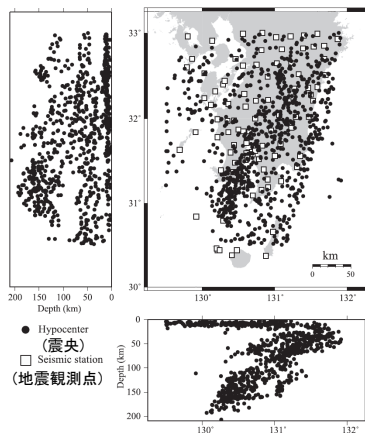 33°
32°
31°
30°
200 150 100 50 0
Depth (km)
130° 131° 132°
km
0 50
● Hypocenter
(震央)
□ Seismic station
(地震観測点)
0
50
100
150
200
Depth (km)
130° 131° 132°